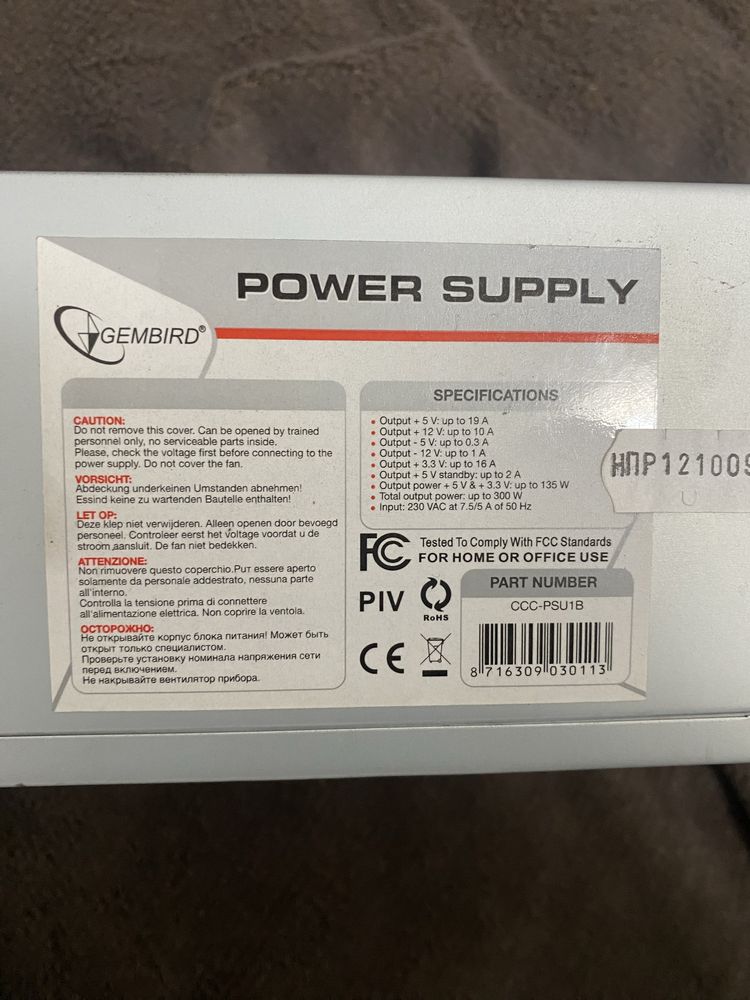 POWER SUPPLY
GEMBIRD®
CAUTION:
Do not remove this cover. Can be opened by trained
personnel only, no serviceable parts inside.
Please, check the voltage first before connecting to the
power supply. Do not cover the fan.
VORSICHT:
Abdeckung underkeinen Umstanden abnehmen!
Essind keine zu wartenden Bautelle enthalten!
LET OP:
Deze klep niet verwijderen. Alleen openen door bevoegd
personeel. Controleer eerst het voltage voordat u de
stroom aansluit. De fan niet bedekken.
ATTENZIONE:
Non rimuovere questo coperchio.Pur essere aperto
solamente da personale addestrato, nessuna parte
all'interno.
Controlla la tensione prima di connettere
all'alimentazione elettrica. Non coprire la ventola.
ОСТОРОЖНО:
Не открывайте корпус блока питания! Может быть
открыт только специалистом.
Проверьте установку номинала напряжения сети
перед включением.
Не накрывайте вентилятор прибора.
SPECIFICATIONS
• Output + 5 V: up to 19 A
• Output + 12 V: up to 10 A
• Output - 5 V: up to 0.3 A
• Output - 12 V: up to 1 A
• Output + 3.3 V: up to 16 A
• Output + 5 V standby: up to 2 A
• Output power + 5 V & + 3.3 V: up to 135 W
• Total output power: up to 300 W
• Input: 230 VAC at 7.5/5 A of 50 Hz
НПР121009
FC Tested To Comply With FCC Standards
FOR HOME OR OFFICE USE
PIV
RoHS
CE
PART NUMBER
CCC-PSU1B
8 716309 030113